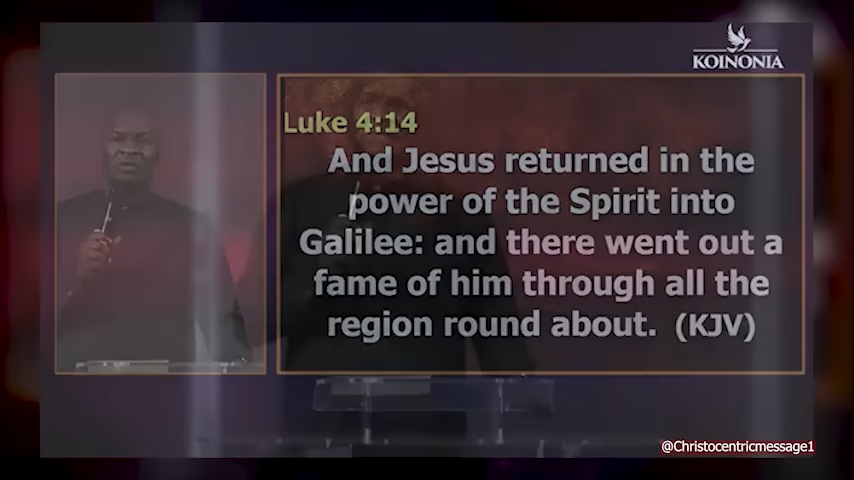 KOINONIA
Luke 4:14
And Jesus returned in the
power of the Spirit into
Galilee: and there went out a
fame of him through all the
region round about. (KJV)
@Christocentricmessage1